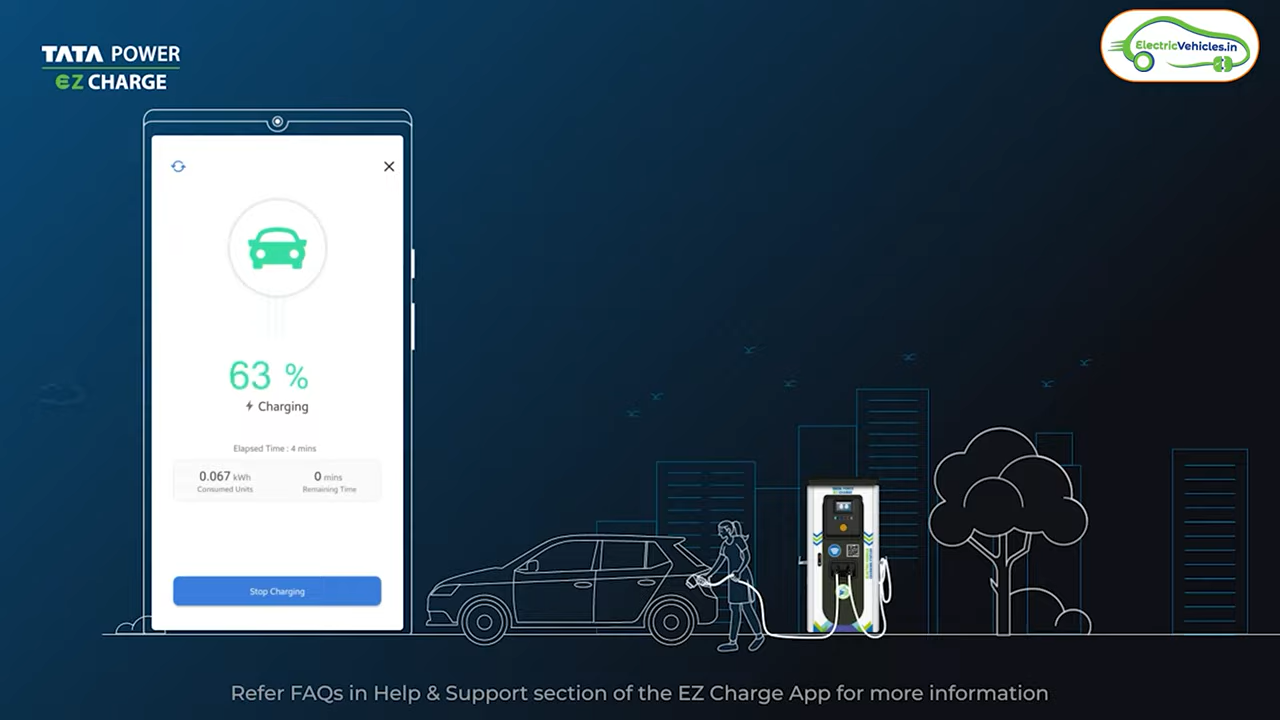 TATA POWER
EZ CHARGE
ElectricVehicles.in
63 %
Charging
Elapsed Time : 4 mins
0.067 kWh
Consumed Units
0 mins
Remaining Time
Stop Charging
Refer FAQs in Help & Support section of the EZ Charge App for more information